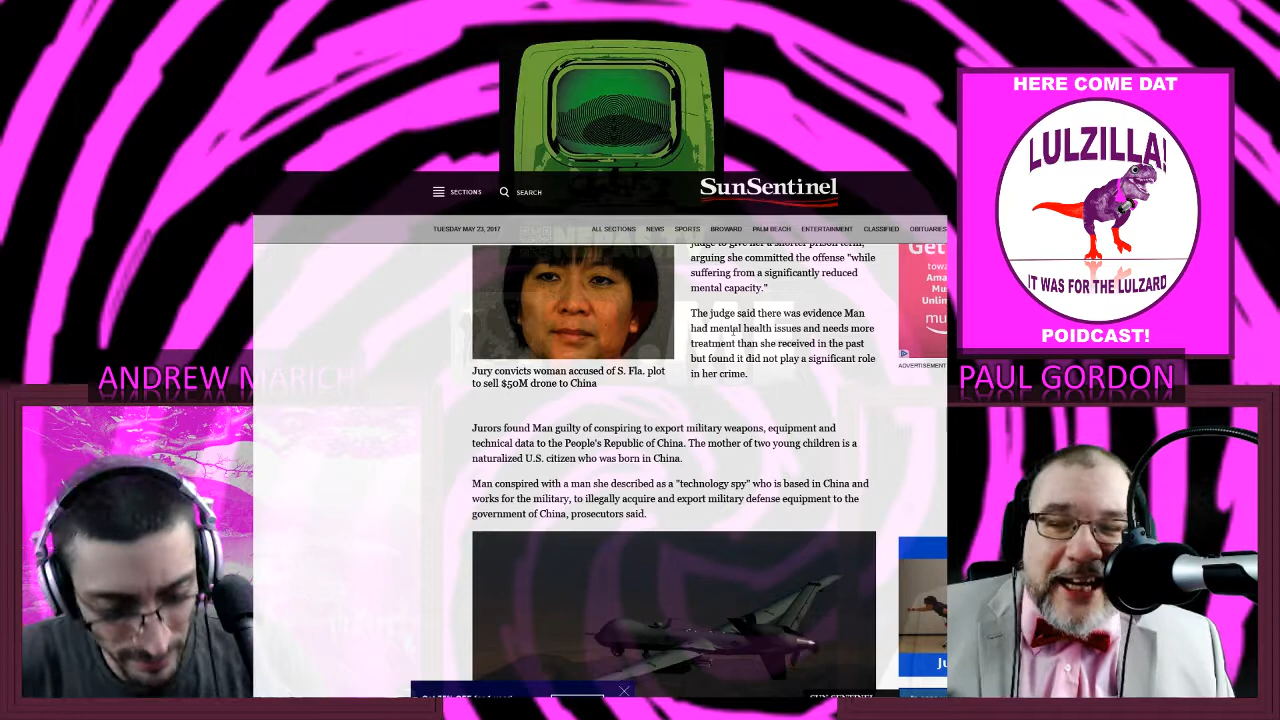 HERE COME DAT
LULZILLA!
IT WAS FOR THE LULZARD
POIDCAST!
SECTIONS
SEARCH
SunSentinel
TUESDAY MAY 23, 2017
ALL SECTIONS NEWS SPORTS BROWARD PALM BEACH ENTERTAINMENT CLASSIFIED OBITUARIES
judge to give her a shorter prison term,
arguing she committed the offense "while
suffering from a significantly reduced
mental capacity."
The judge said there was evidence Man
had mental health issues and needs more
treatment than she received in the past
but found it did not play a significant role
in her crime.
Get
Unlim
ADVERTISEMENT
Jury convicts woman accused of S. Fla. plot
to sell $50M drone to China
ANDREW MARICH
PAUL GORDON
Jurors found Man guilty of conspiring to export military weapons, equipment and
technical data to the People's Republic of China. The mother of two young children is a
naturalized U.S. citizen who was born in China.
Man conspired with a man she described as a "technology spy" who is based in China and
works for the military, to illegally acquire and export military defense equipment to the
government of China, prosecutors said.